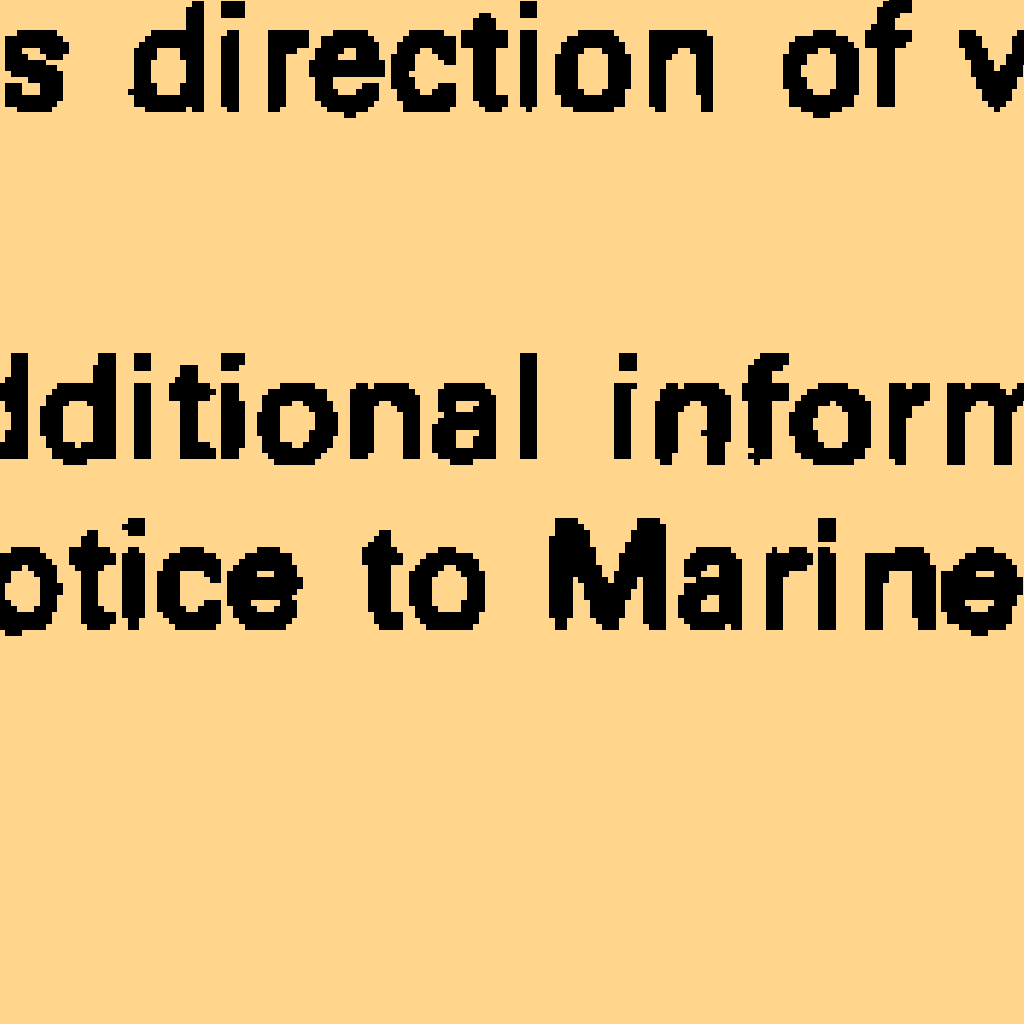 s direction of v
dditional inform
otice to Marine